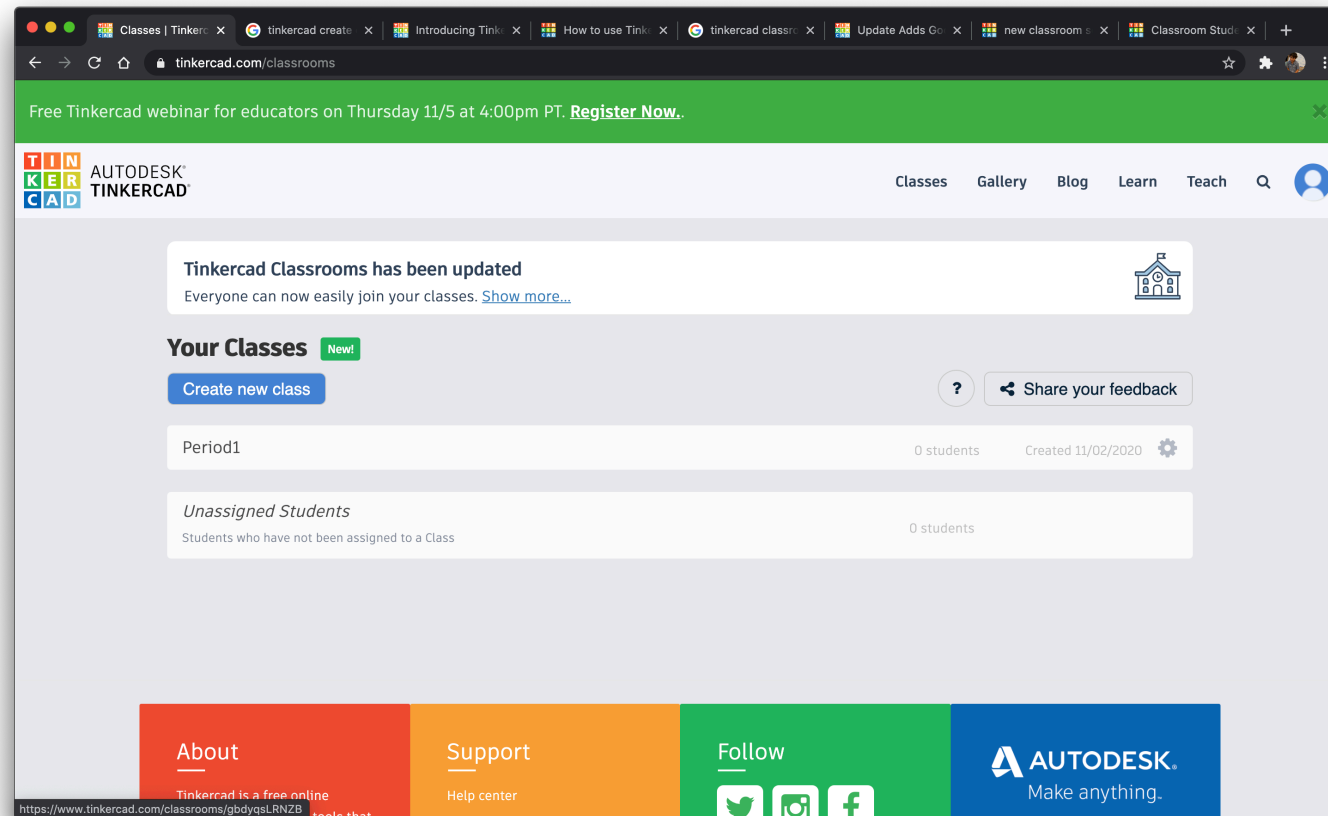 Classes | Tinkerc
tinkercad create
Introducing Tinke
How to use Tinke
tinkercad classro
Update Adds Go
new classroom s
Classroom Stude
tinkercad.com/classrooms
Free Tinkercad webinar for educators on Thursday 11/5 at 4:00pm PT. Register Now..
TIN
KER
CAD
AUTODESK®
TINKERCAD®
Classes Gallery Blog Learn Teach
Tinkercad Classrooms has been updated
Everyone can now easily join your classes. Show more...
Your Classes New!
Create new class
? Share your feedback
Period1 0 students Created 11/02/2020
Unassigned Students
Students who have not been assigned to a Class
0 students
About
Tinkercad is a free online
tools that
Support
Help center
Follow
AUTODESK®
Make anything™
https://www.tinkercad.com/classrooms/gbdyqsLRNZB